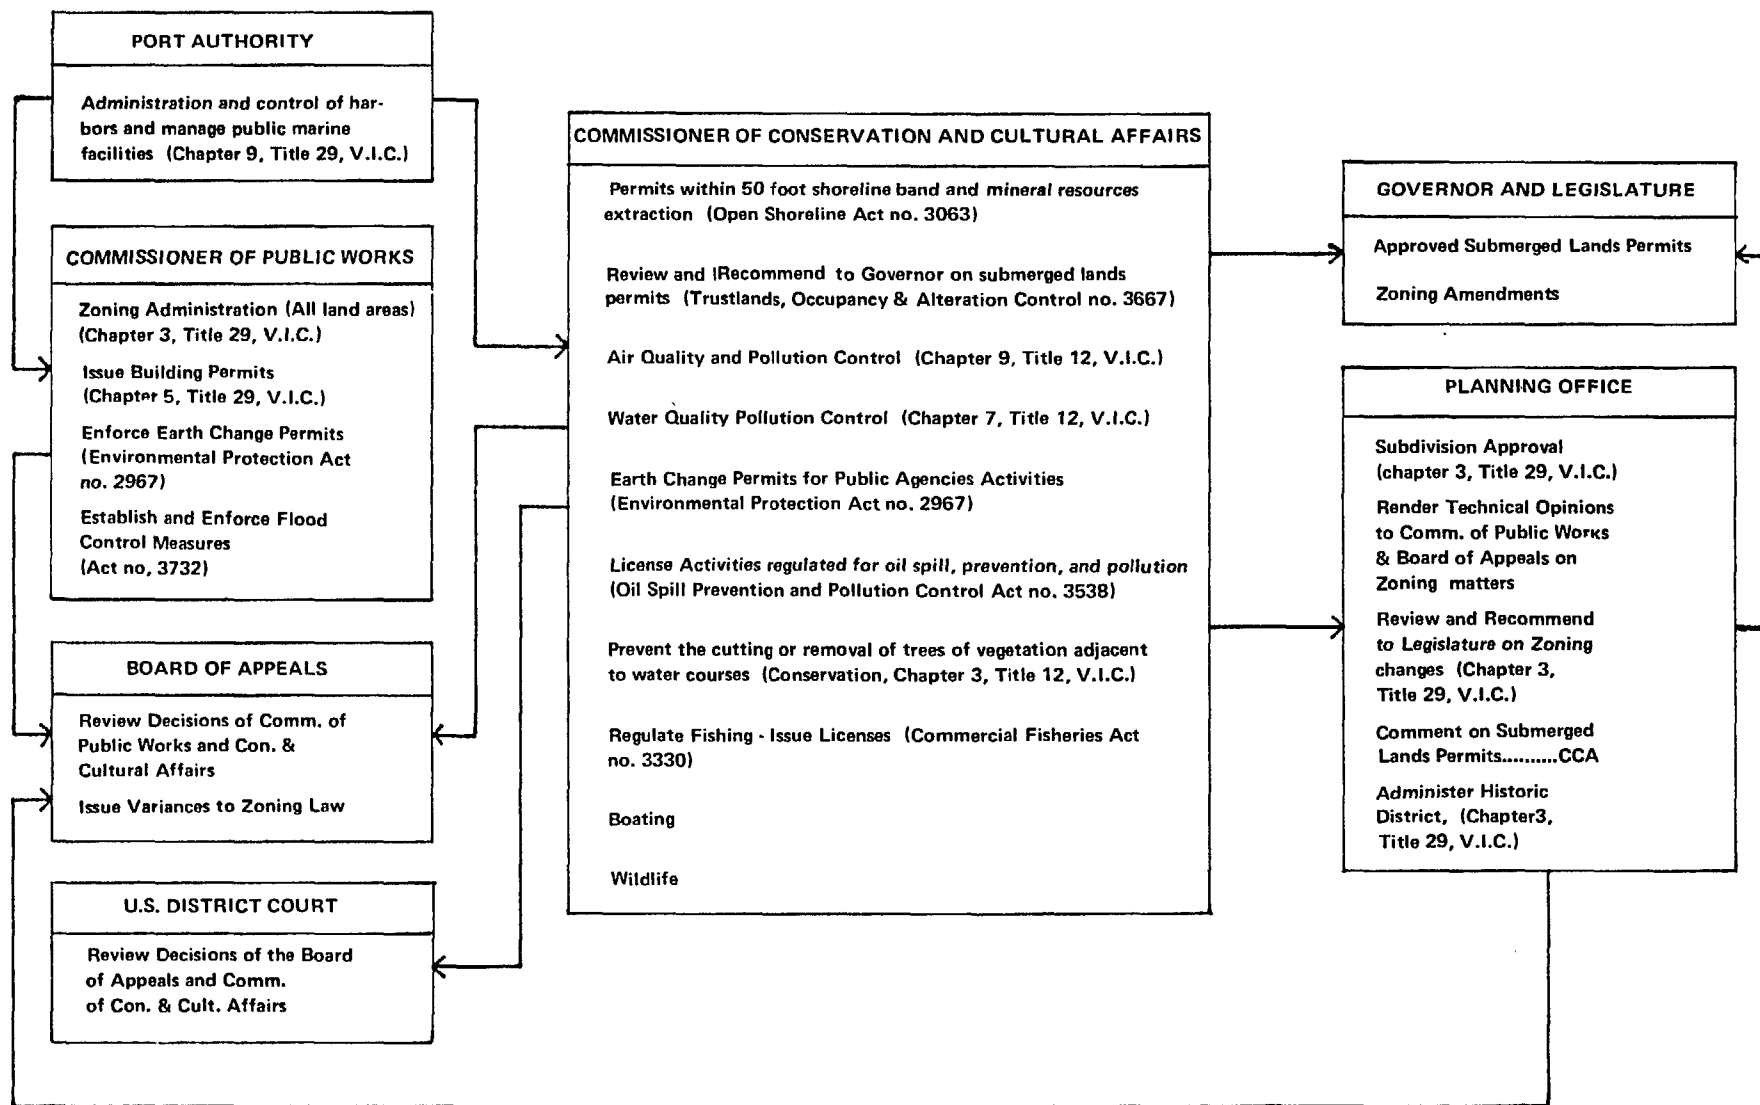 PORT AUTHORITY
Administration and control of har-
bors and manage public marine
facilities (Chapter 9, Title 29, V.I.C.)
COMMISSIONER OF PUBLIC WORKS
Zoning Administration (All land areas)
(Chapter 3, Title 29, V.I.C.)
Issue Building Permits
(Chapter 5, Title 29, V.I.C.)
Enforce Earth Change Permits
(Environmental Protection Act
no. 2967)
Establish and Enforce Flood
Control Measures
(Act no, 3732)
BOARD OF APPEALS
Review Decisions of Comm. of
Public Works and Con. &
Cultural Affairs
Issue Variances to Zoning Law
U.S. DISTRICT COURT
Review Decisions of the Board
of Appeals and Comm.
of Con. & Cult. Affairs
COMMISSIONER OF CONSERVATION AND CULTURAL AFFAIRS
Permits within 50 foot shoreline band and mineral resources
extraction (Open Shoreline Act no. 3063)
Review and IRecommend to Governor on submerged lands
permits (Trustlands, Occupancy & Alteration Control no. 3667)
Air Quality and Pollution Control (Chapter 9, Title 12, V.I.C.)
Water Quality Pollution Control (Chapter 7, Title 12, V.I.C.)
Earth Change Permits for Public Agencies Activities
(Environmental Protection Act no. 2967)
License Activities regulated for oil spill, prevention, and pollution
(Oil Spill Prevention and Pollution Control Act no. 3538)
Prevent the cutting or removal of trees of vegetation adjacent
to water courses (Conservation, Chapter 3, Title 12, V.I.C.)
Regulate Fishing - Issue Licenses (Commercial Fisheries Act
no. 3330)
Boating
Wildlife
GOVERNOR AND LEGISLATURE
Approved Submerged Lands Permits
Zoning Amendments
PLANNING OFFICE
Subdivision Approval
(chapter 3, Title 29, V.I.C.)
Render Technical Opinions
to Comm. of Public Works
& Board of Appeals on
Zoning matters
Review and Recommend
to Legislature on Zoning
changes (Chapter 3,
Title 29, V.I.C.)
Comment on Submerged
Lands Permits..........CCA
Administer Historic
District, (Chapter3,
Title 29, V.I.C.)